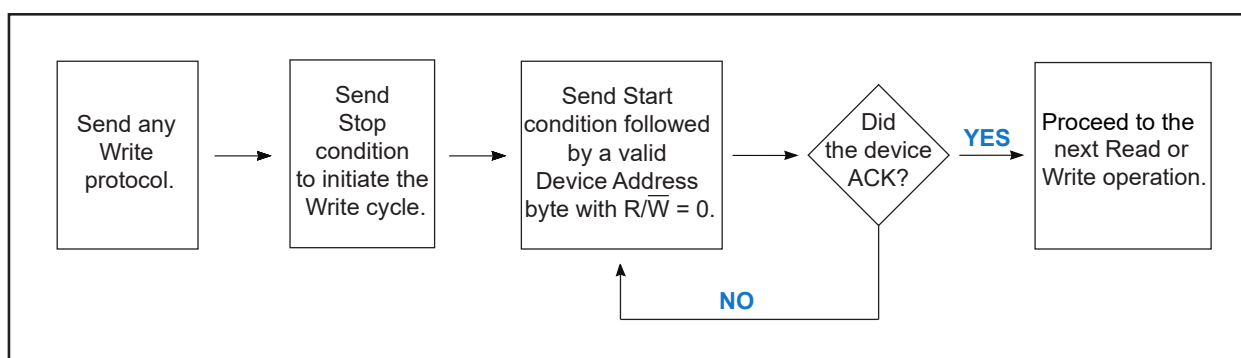 Send any
Write
protocol.
Send
Stop
condition
to initiate the
Write cycle.
Send Start
condition followed
by a valid
Device Address
byte with R/W̅ = 0.
Did
the device
ACK?
YES
Proceed to the
next Read or
Write operation.
NO